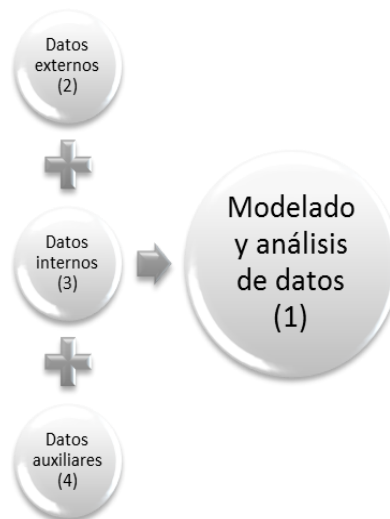 Datos
externos
(2)
Datos
internos
(3)
Datos
auxiliares
(4)
Modelado
y análisis
de datos
(1)